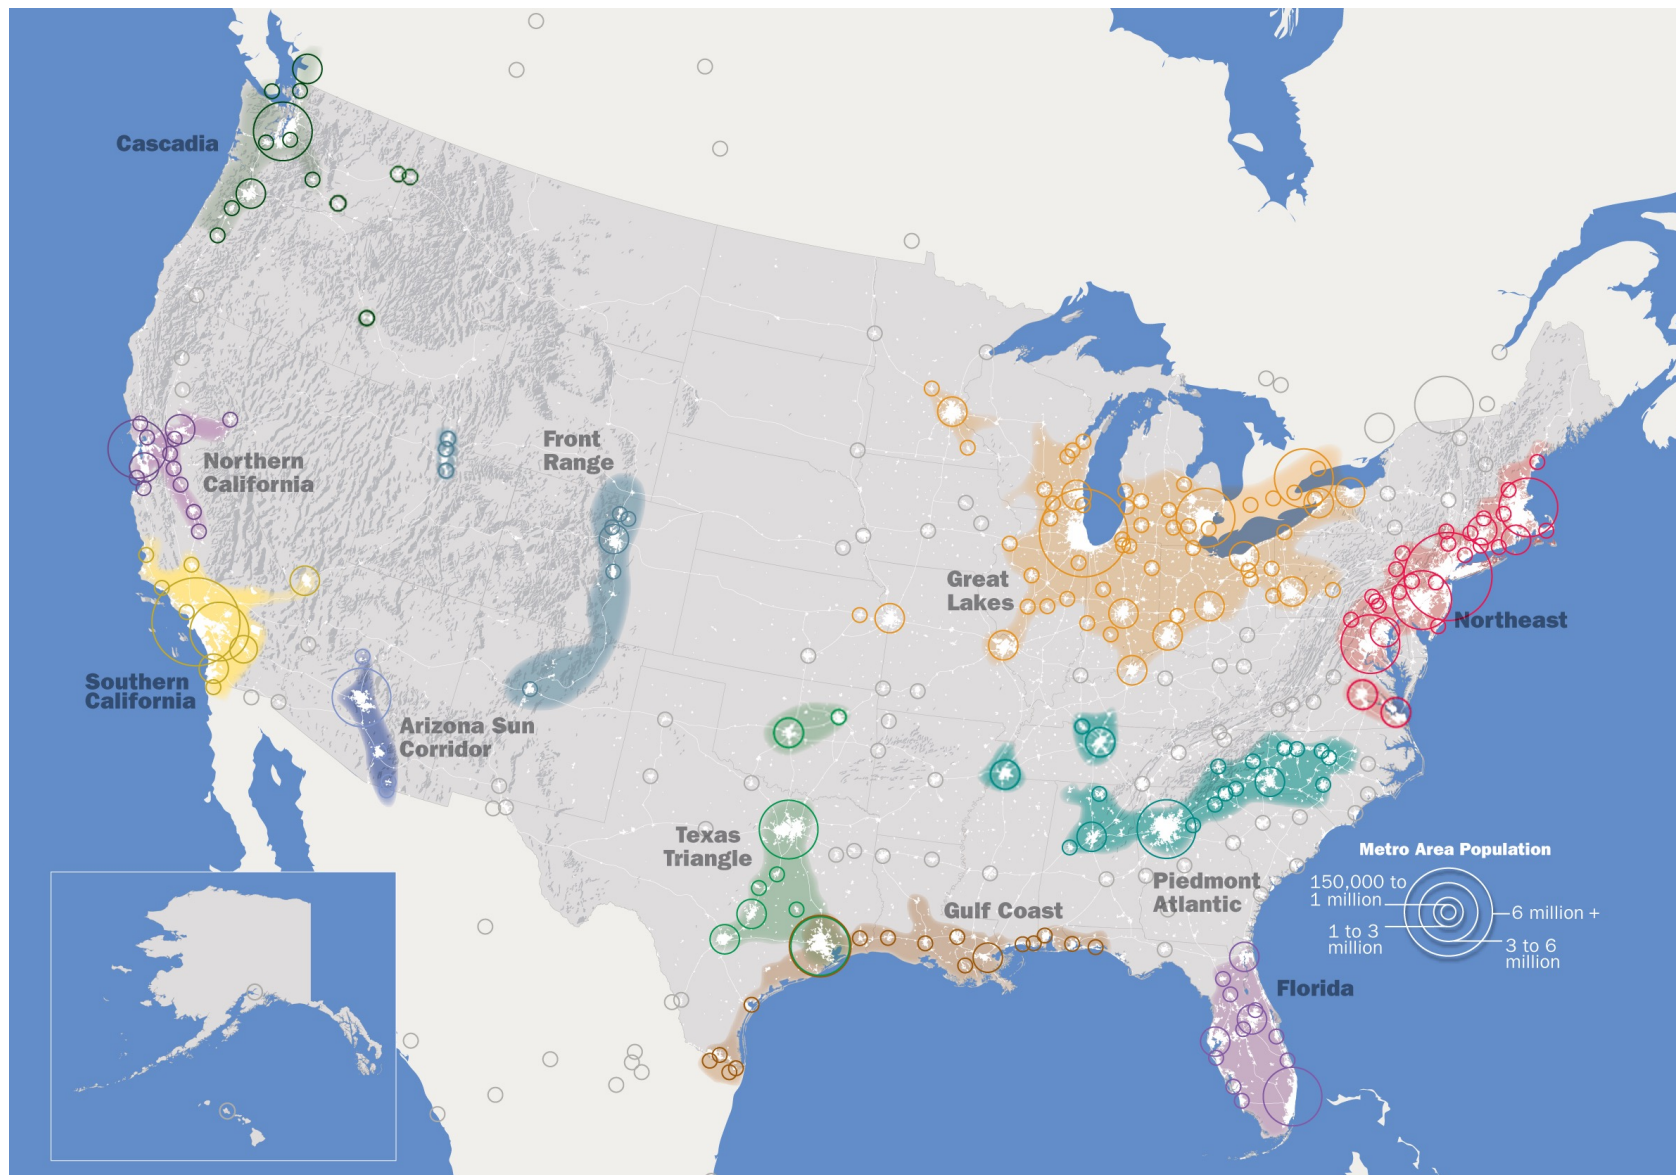 Cascadia
Northern
California
Southern
California
Arizona Sun
Corridor
Front
Range
Great
Lakes
Northeast
Texas
Triangle
Gulf Coast
Piedmont
Atlantic
Florida
Metro Area Population
150,000 to
1 million
1 to 3
million
6 million +
3 to 6
million